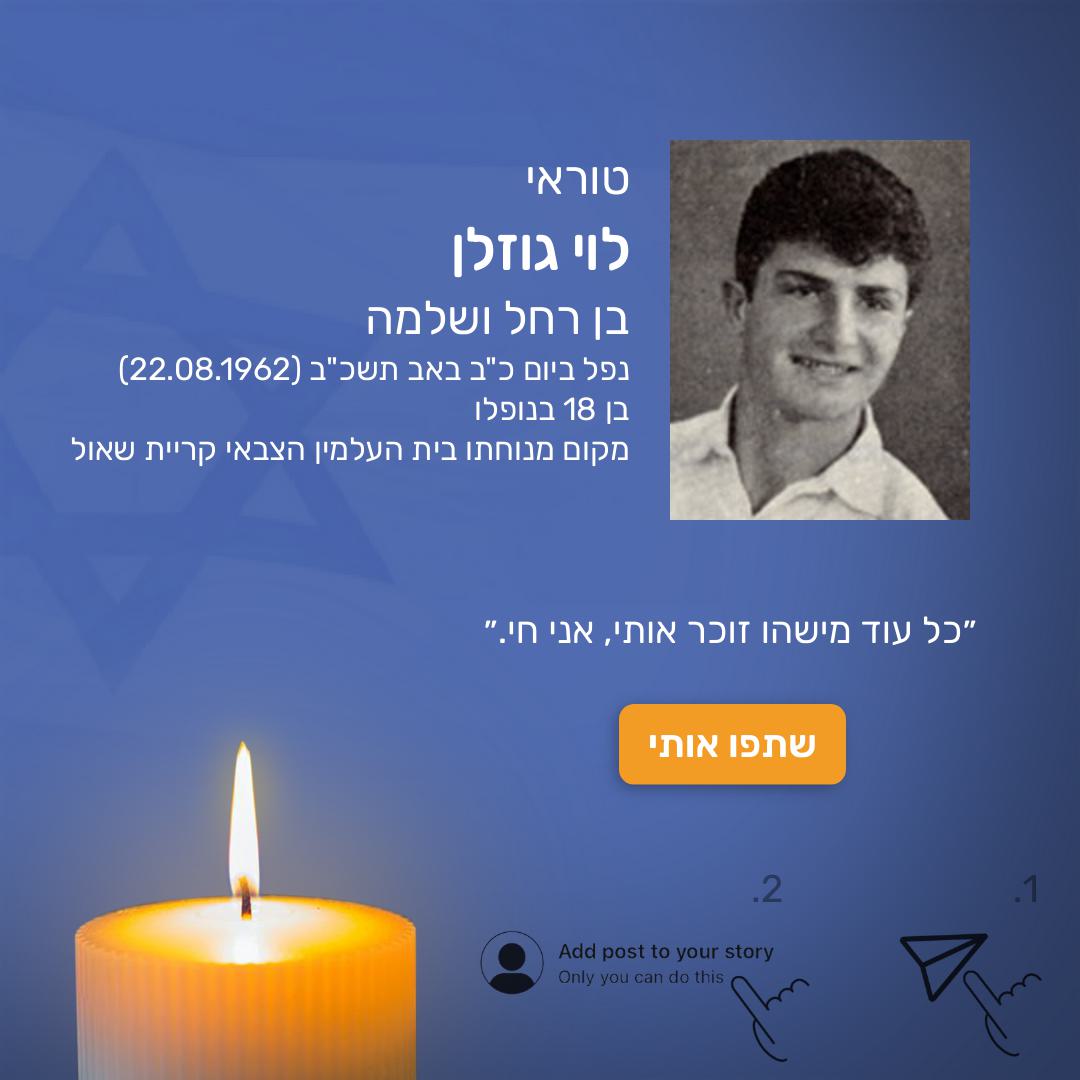 טוראי
לוי גוזלן
בן רחל ושלמה
נפל ביום כ"ב באב תשכ"ב (22.08.1962)
בן 18 בנופלו
מקום מנוחתו בית העלמין הצבאי קריית שאול
״כל עוד מישהו זוכר אותי, אני חי.״
שתפו אותי
1.
2.
Add post to your story
Only you can do this